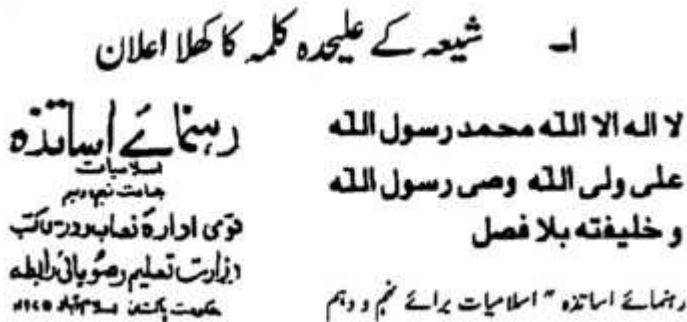 ا۔ شیعہ کے علیحدہ کلمہ کا کھلا اعلان
لا الہ الا اللہ محمد رسول اللہ
علی ولی اللہ وصی رسول اللہ
و خلیفتہ بلا فصل
رہنمائے اساتذہ " اسلامیات برائے نہم و دہم
رہنمائے اساتذہ
اسلامیات
جماعت نہم دہم
قومی ادارۂ نصاب و درسی کتب
وزارت تعلیم و صوبائی رابطہ
حکومت پاکستان اسلام آباد